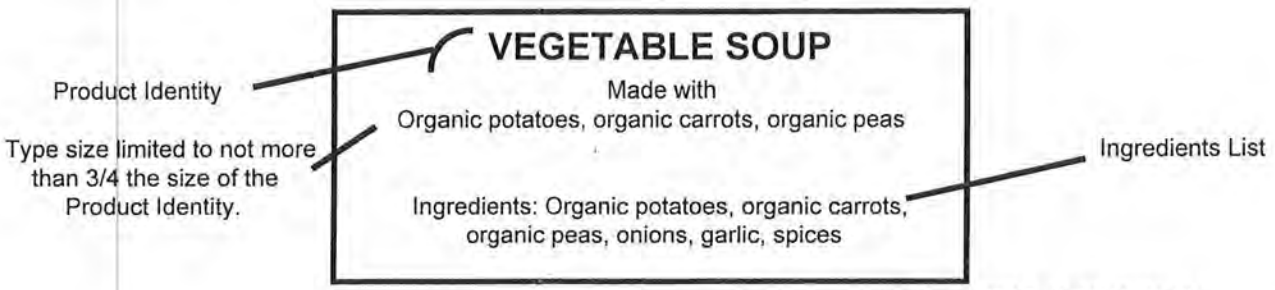 VEGETABLE SOUP
Product Identity
Made with
Organic potatoes, organic carrots, organic peas
Type size limited to not more
than 3/4 the size of the
Product Identity.
Ingredients List
Ingredients: Organic potatoes, organic carrots,
organic peas, onions, garlic, spices